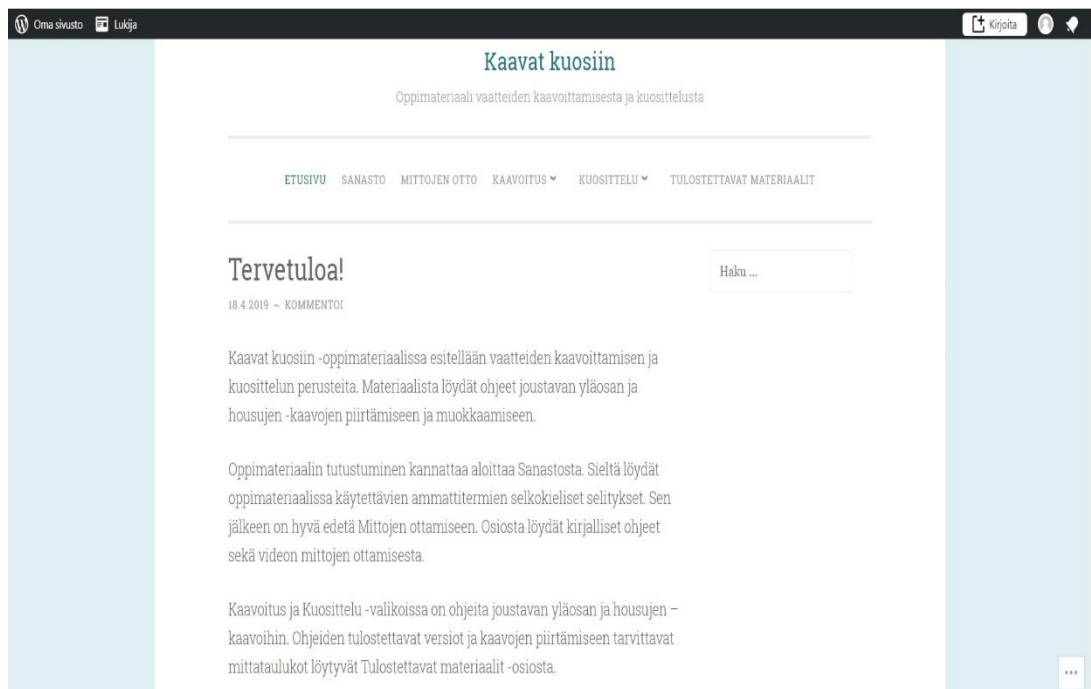 Oma sivusto Lukija Kirjoita
Kaavat kuosiin
Oppimateriaali vaatteiden kaavoittamisesta ja kuosittelusta
ETUSIVU SANASTO MITTOJEN OTTO KAAVOITUS KUOSITTELU TULOSTETTAVAT MATERIAALIT
Tervetuloa!
18.4.2019 ~ KOMMENTOI
Haku ...
Kaavat kuosiin -oppimateriaalissa esitellään vaatteiden kaavoittamisen ja
kuosittelun perusteita. Materiaalista löydät ohjeet joustavan yläosan ja
housujen -kaavojen piirtämiseen ja muokkaamiseen.
Oppimateriaalin tutustuminen kannattaa aloittaa Sanastosta. Sieltä löydät
oppimateriaalissa käytettävien ammattitermien selkokieliset selitykset. Sen
jälkeen on hyvä edetä Mittojen ottamiseen. Osiosta löydät kirjalliset ohjeet
sekä videon mittojen ottamisesta.
Kaavoitus ja Kuosittelu -valikoissa on ohjeita joustavan yläosan ja housujen –
kaavoihin. Ohjeiden tulostettavat versiot ja kaavojen piirtämiseen tarvittavat
mittataulukot löytyvät Tulostettavat materiaalit -osiosta.